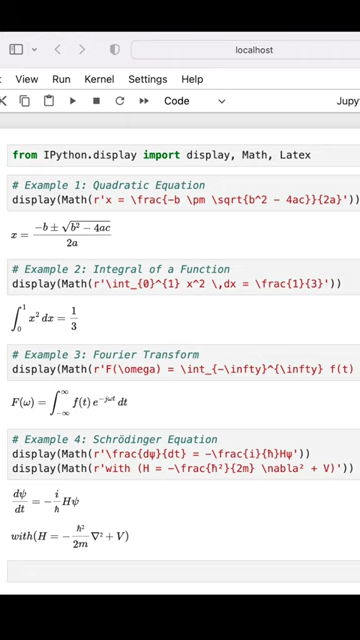 localhost
View Run Kernel Settings Help
Code
from IPython.display import display, Math, Latex
# Example 1: Quadratic Equation
display(Math(r'x = \frac{-b \pm \sqrt{b^2 - 4ac}}{2a}'))
x = −b ± √b² − 4ac / 2a
# Example 2: Integral of a Function
display(Math(r'\int_{0}^{1} x^2 \,dx = \frac{1}{3}'))
∫₀¹ x² dx = 1/3
# Example 3: Fourier Transform
display(Math(r'F(\omega) = \int_{-\infty}^{\infty} f(t)
F(ω) = ∫₋∞^∞ f(t) e^{−jωt} dt
# Example 4: Schrödinger Equation
display(Math(r'\frac{dψ}{dt} = -\frac{i}{ħ}Hψ'))
display(Math(r'with (H = -\frac{ħ²}{2m} \nabla² + V)'))
dψ/dt = −i/ħ Hψ
with(H = −ħ²/2m ∇² + V)